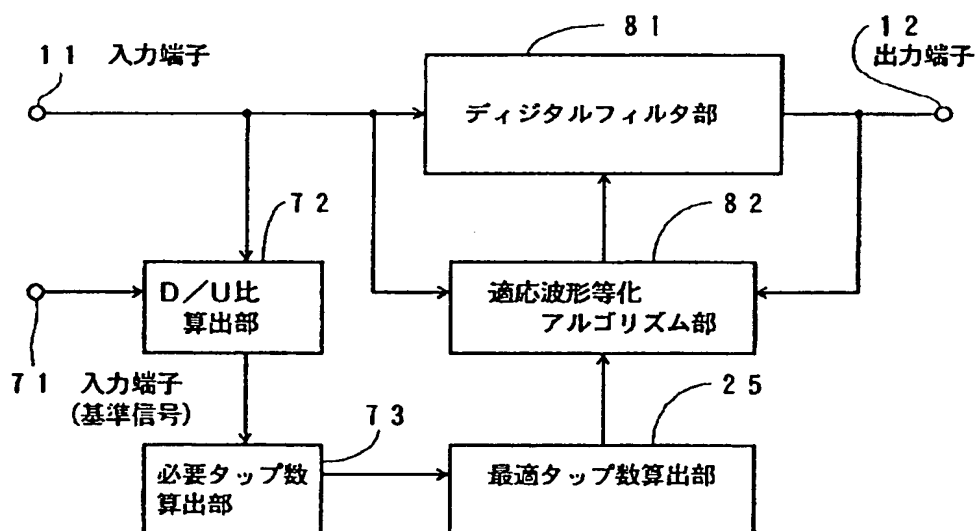 ８１
１２
１１ 入力端子
出力端子
ディジタルフィルタ部
７２
８２
D／U比
算出部
適応波形等化
アルゴリズム部
７１ 入力端子
(基準信号)
２５
７３
必要タップ数
算出部
最適タップ数算出部